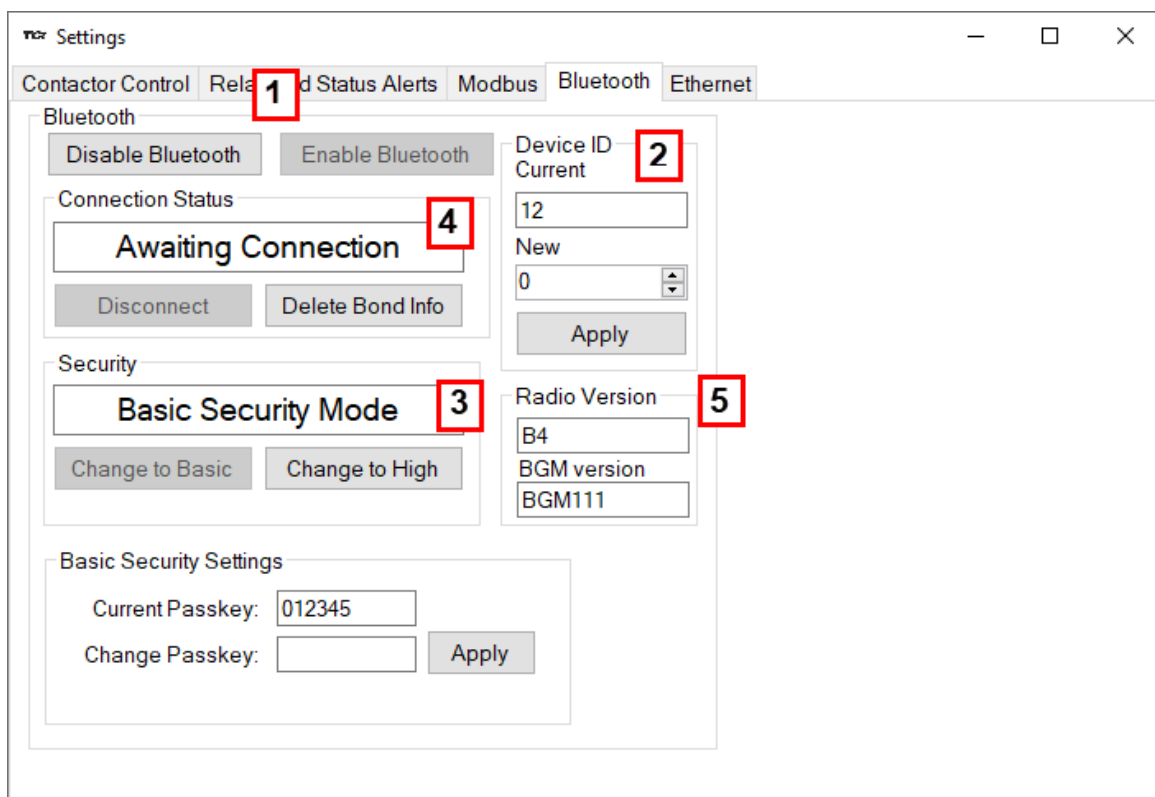 TCI Settings
Contactor Control Rela 1 d Status Alerts Modbus Bluetooth Ethernet
Bluetooth
Disable Bluetooth Enable Bluetooth
Device ID 2
Current
12
New
0
Apply
Connection Status 4
Awaiting Connection
Disconnect Delete Bond Info
Security
Basic Security Mode 3
Change to Basic Change to High
Radio Version 5
B4
BGM version
BGM111
Basic Security Settings
Current Passkey: 012345
Change Passkey: Apply